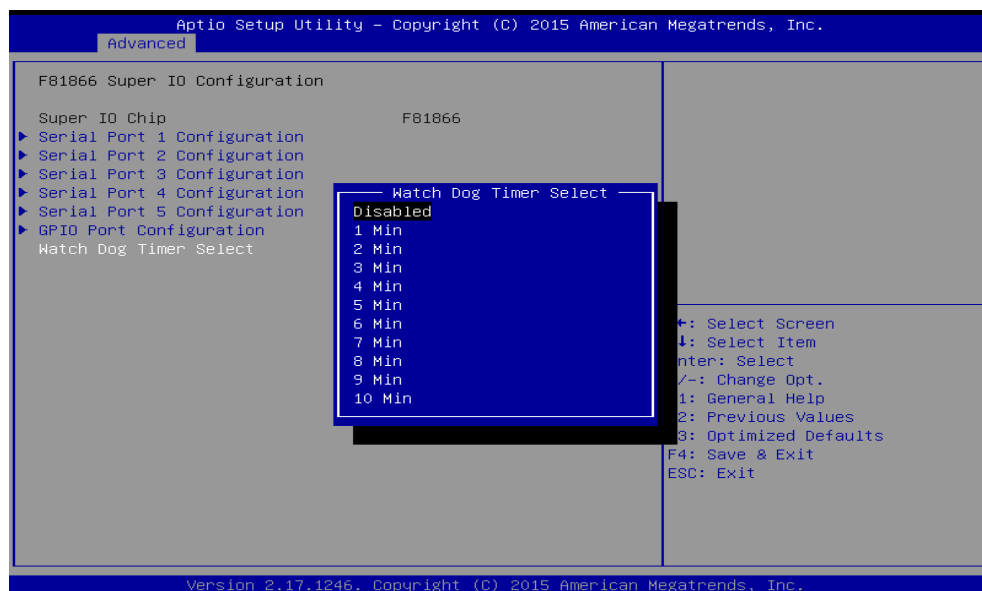 Aptio Setup Utility – Copyright (C) 2015 American Megatrends, Inc.
Advanced
F81866 Super IO Configuration
Super IO Chip F81866
Serial Port 1 Configuration
Serial Port 2 Configuration
Serial Port 3 Configuration
Serial Port 4 Configuration
Serial Port 5 Configuration
GPIO Port Configuration
Watch Dog Timer Select
Watch Dog Timer Select
Disabled
1 Min
2 Min
3 Min
4 Min
5 Min
6 Min
7 Min
8 Min
9 Min
10 Min
: Select Screen
: Select Item
nter: Select
/-: Change Opt.
1: General Help
2: Previous Values
3: Optimized Defaults
F4: Save & Exit
ESC: Exit
Version 2.17.1246. Copyright (C) 2015 American Megatrends, Inc.